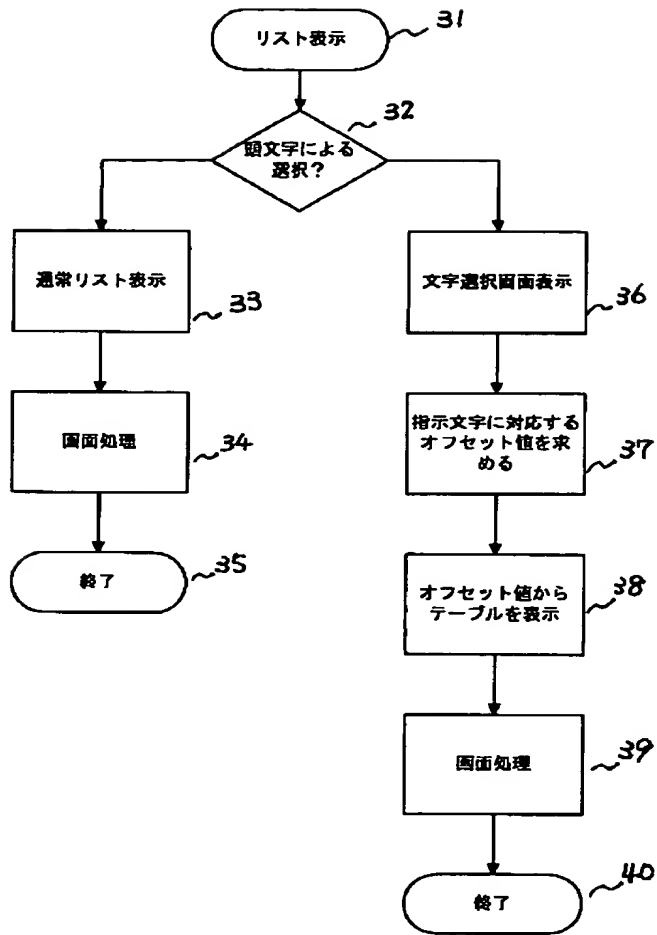 リスト表示
31
32
頭文字による
選択?
通常リスト表示
33
画面処理
34
終了
35
文字選択画面表示
36
指示文字に対応する
オフセット値を求
める
37
オフセット値から
テーブルを表示
38
画面処理
39
終了
40